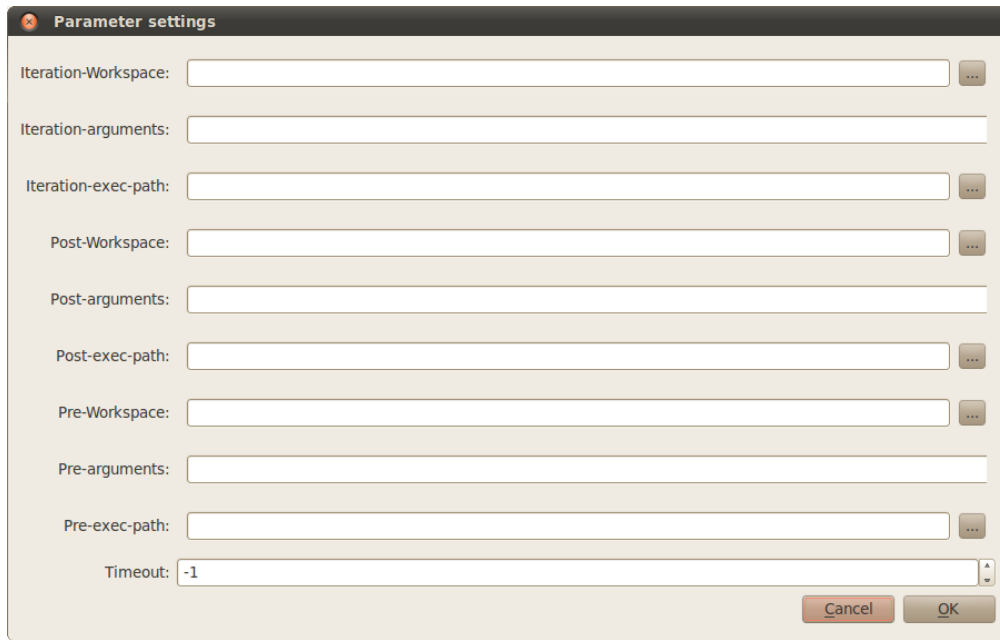 Parameter settings
Iteration-Workspace: ...
Iteration-arguments:
Iteration-exec-path: ...
Post-Workspace: ...
Post-arguments:
Post-exec-path: ...
Pre-Workspace: ...
Pre-arguments:
Pre-exec-path: ...
Timeout: -1
Cancel OK